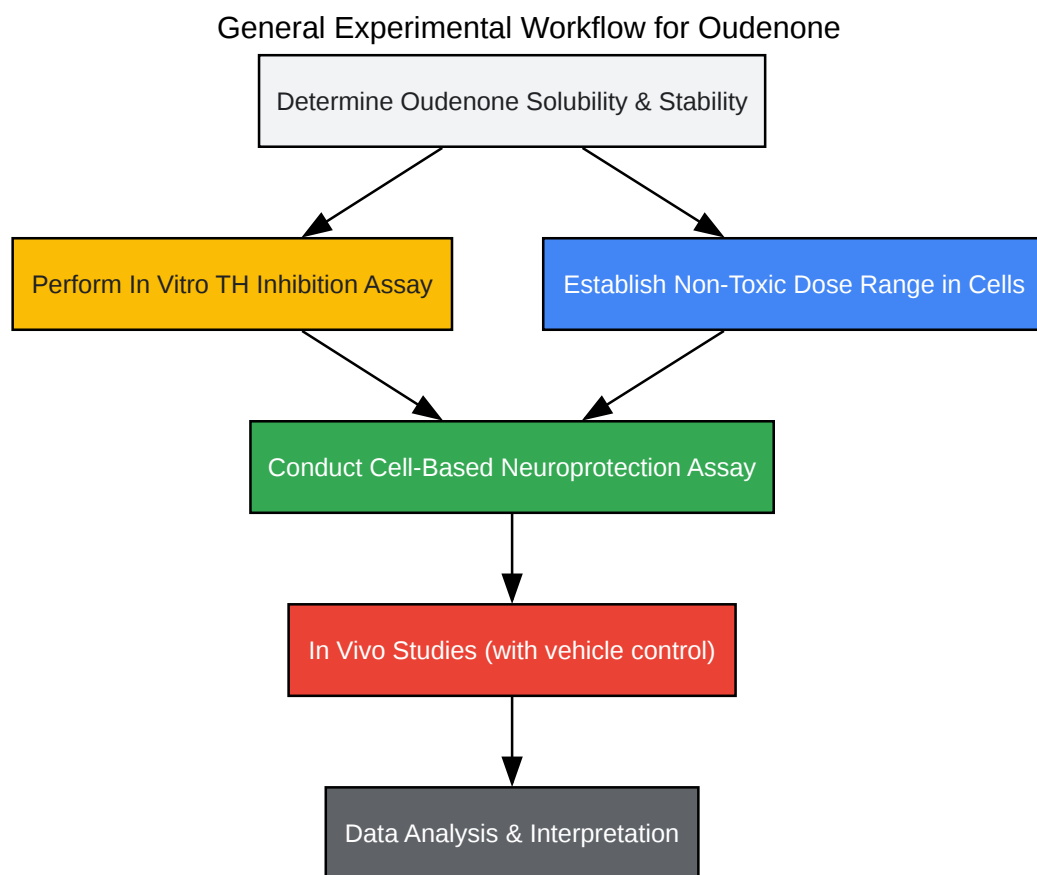 General Experimental Workflow for Oudenone
Determine Oudenone Solubility & Stability
Perform In Vitro TH Inhibition Assay
Establish Non-Toxic Dose Range in Cells
Conduct Cell-Based Neuroprotection Assay
In Vivo Studies (with vehicle control)
Data Analysis & Interpretation